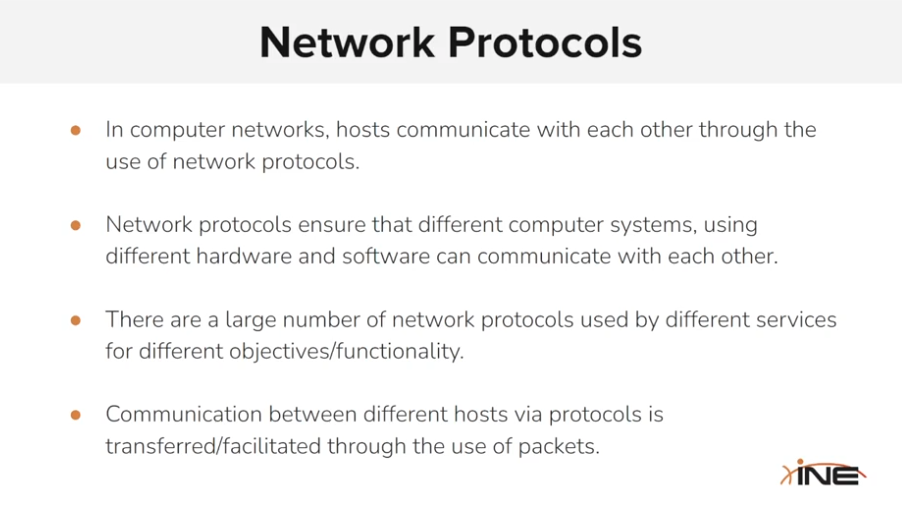 Network Protocols
In computer networks, hosts communicate with each other through the
use of network protocols.
Network protocols ensure that different computer systems, using
different hardware and software can communicate with each other.
There are a large number of network protocols used by different services
for different objectives/functionality.
Communication between different hosts via protocols is
transferred/facilitated through the use of packets.
INE